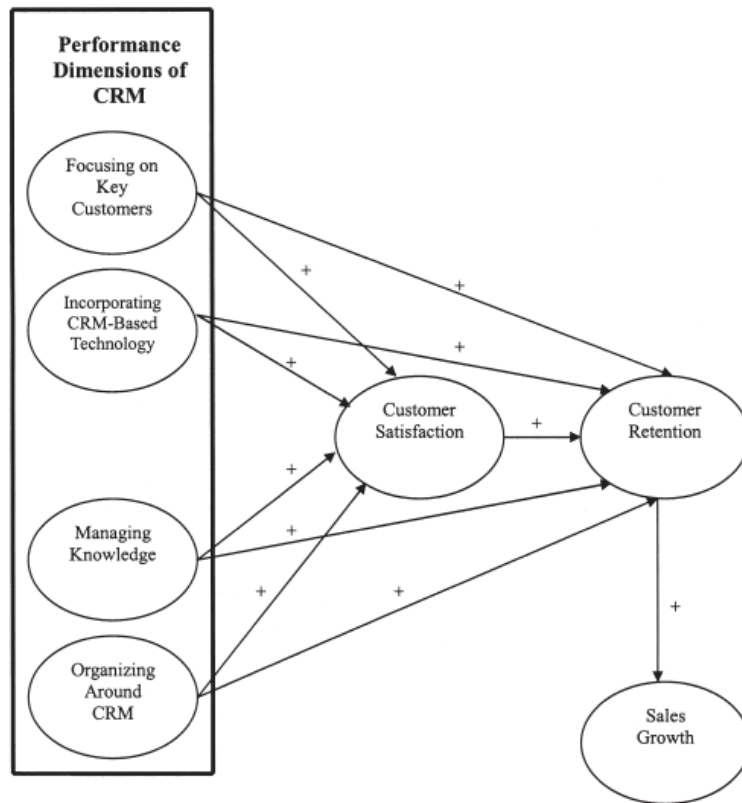 Performance
Dimensions of
CRM
Focusing on
Key
Customers
+
+
Incorporating
CRM-Based
Technology
+
+
Customer
Satisfaction
+
Customer
Retention
+
+
Managing
Knowledge
+
+
+
Organizing
Around
CRM
Sales
Growth